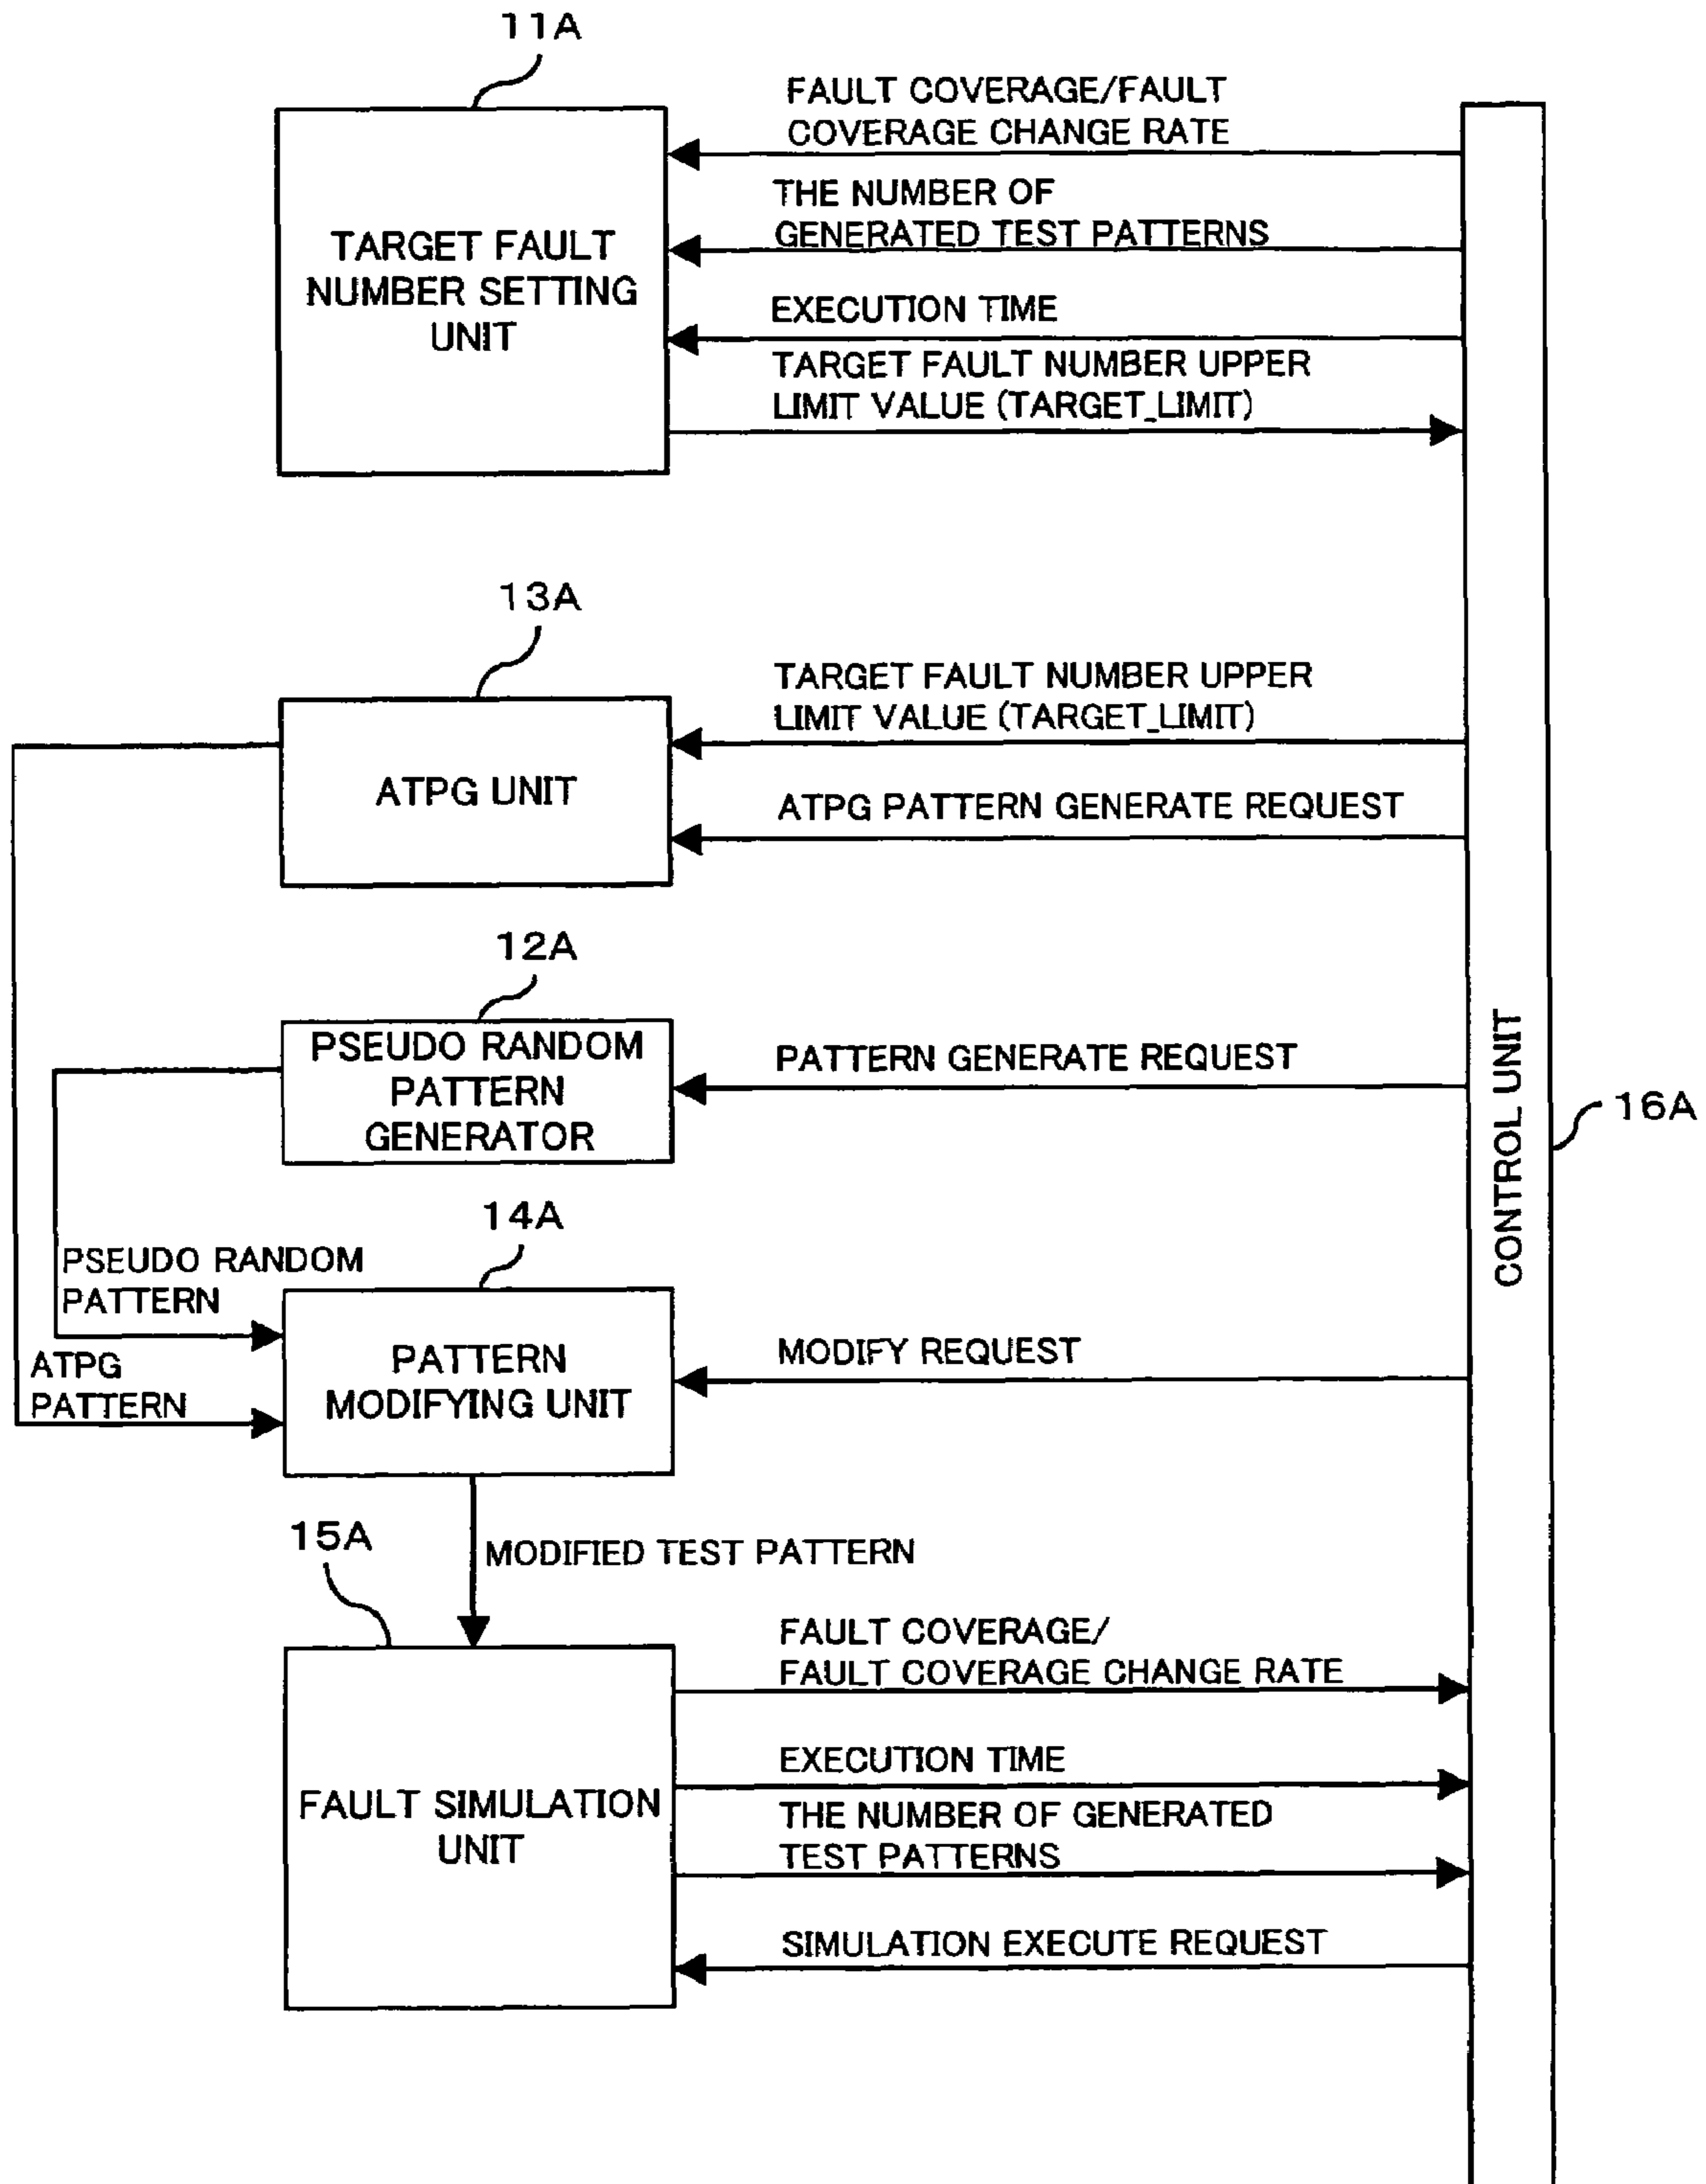 11A
FAULT COVERAGE/FAULT
COVERAGE CHANGE RATE
THE NUMBER OF
GENERATED TEST PATTERNS
TARGET FAULT
NUMBER SETTING
UNIT
EXECUTION TIME
TARGET FAULT NUMBER UPPER
LIMIT VALUE (TARGET_LIMIT)
13A
TARGET FAULT NUMBER UPPER
LIMIT VALUE (TARGET_LIMIT)
ATPG UNIT
ATPG PATTERN GENERATE REQUEST
12A
PSEUDO RANDOM
PATTERN
GENERATOR
PATTERN GENERATE REQUEST
CONTROL UNIT
16A
14A
PSEUDO RANDOM
PATTERN
ATPG
PATTERN
PATTERN
MODIFYING UNIT
MODIFY REQUEST
15A
MODIFIED TEST PATTERN
FAULT COVERAGE/
FAULT COVERAGE CHANGE RATE
EXECUTION TIME
FAULT SIMULATION
UNIT
THE NUMBER OF GENERATED
TEST PATTERNS
SIMULATION EXECUTE REQUEST